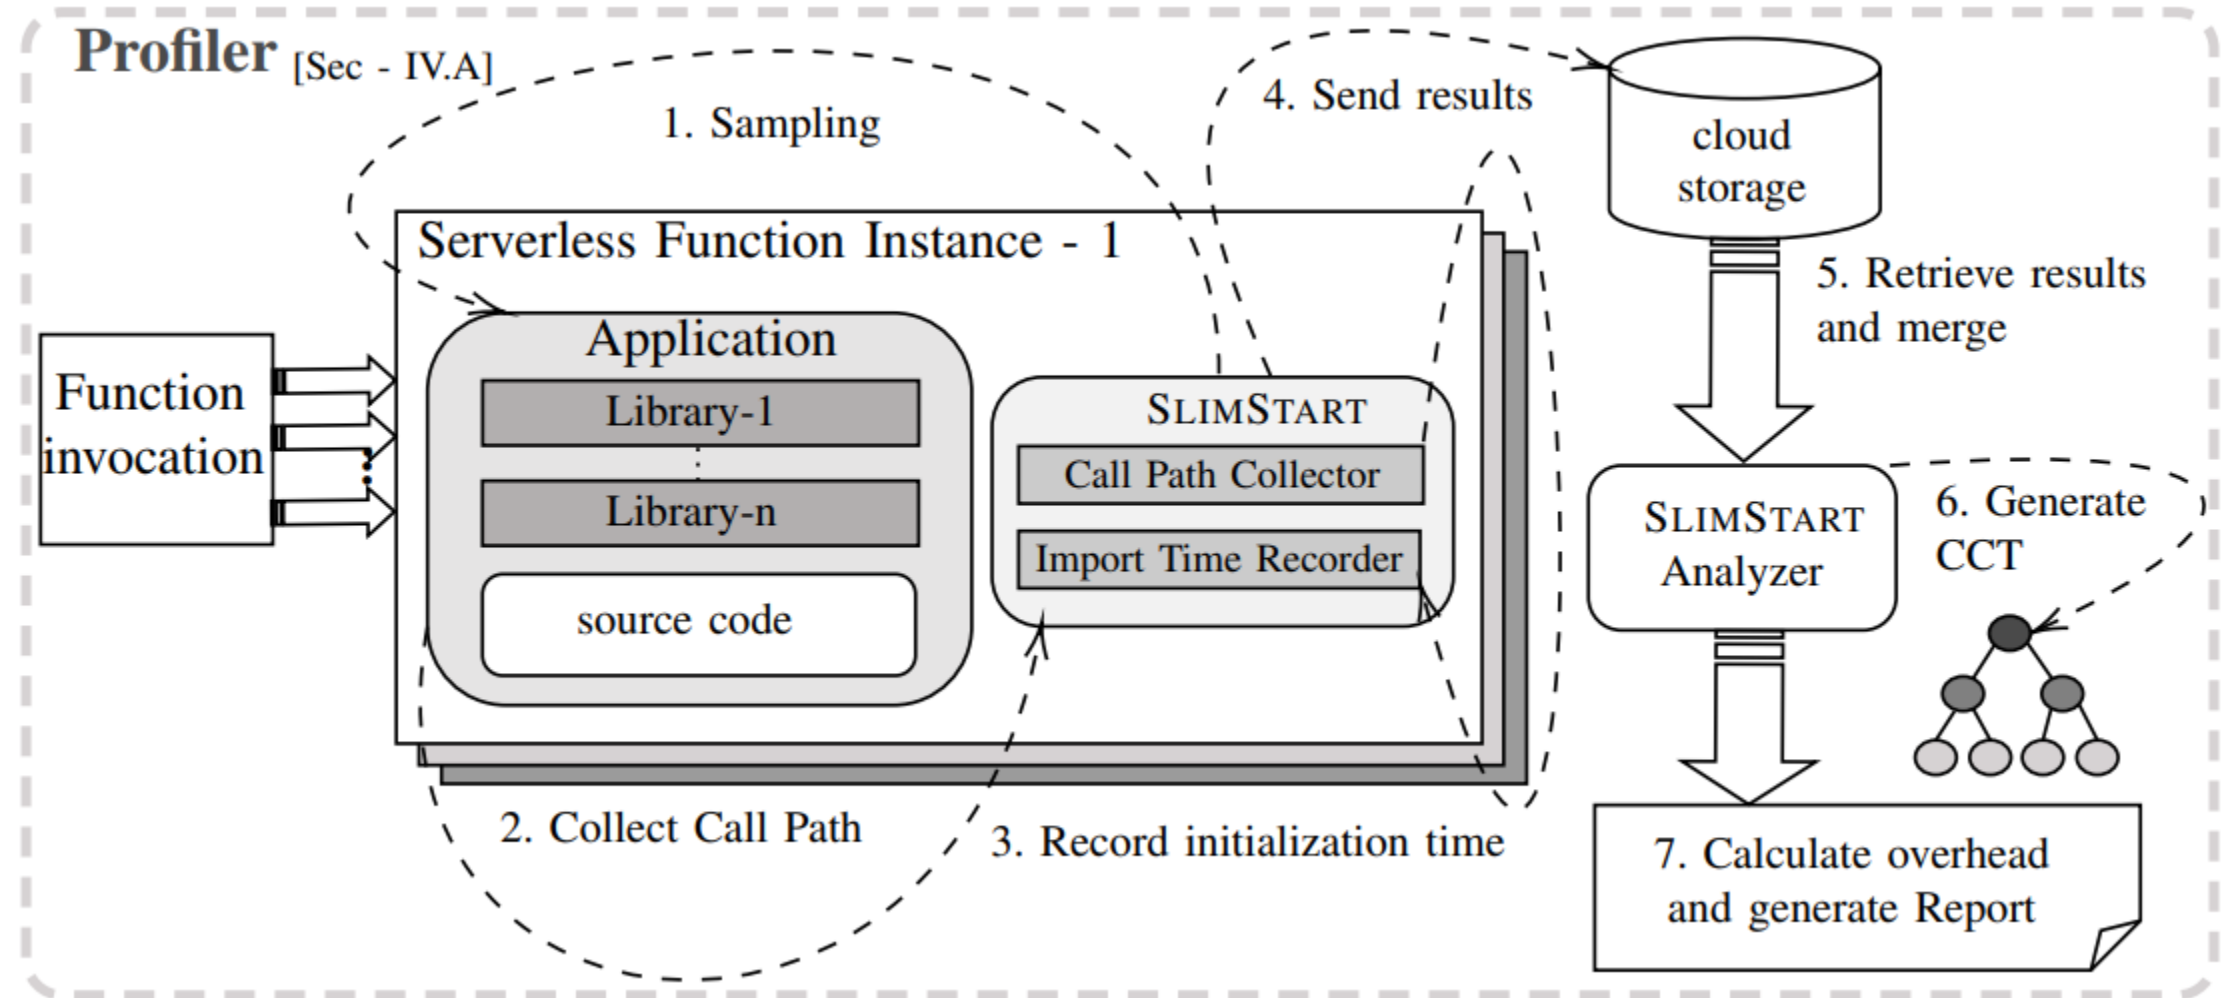 Profiler [Sec - IV.A]
1. Sampling
4. Send results
cloud
storage
Serverless Function Instance - 1
5. Retrieve results
and merge
Function
invocation
Application
Library-1
Library-n
source code
SLIMSTART
Call Path Collector
Import Time Recorder
SLIMSTART
Analyzer
6. Generate
CCT
2. Collect Call Path
3. Record initialization time
7. Calculate overhead
and generate Report